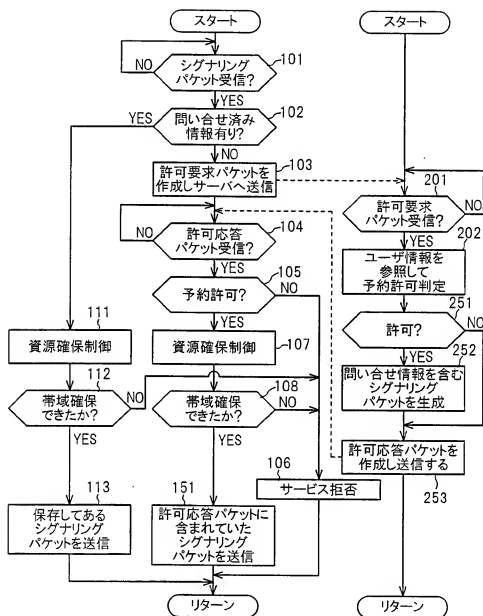 スタート
101
NO
シグナリング
パケット受信？
YES
102
YES
問い合せ済み
情報有り？
NO
103
許可要求パケットを
作成しサーバへ送信
104
NO
許可応答
パケット受信？
YES
105
予約許可？
NO
YES
111
資源確保制御
107
資源確保制御
112
帯域確保
できたか？
NO
YES
108
帯域確保
できたか？
NO
YES
106
サービス拒否
113
保存してある
シグナリング
パケットを送信
151
許可応答パケットに
含まれていた
シグナリング
パケットを送信
リターン
スタート
201
許可要求
パケット受信？
NO
YES
202
ユーザ情報を
参照して
予約許可判定
251
許可？
NO
YES
252
問い合せ情報を含む
シグナリング
パケットを生成
許可応答パケットを
作成し送信する
253
リターン